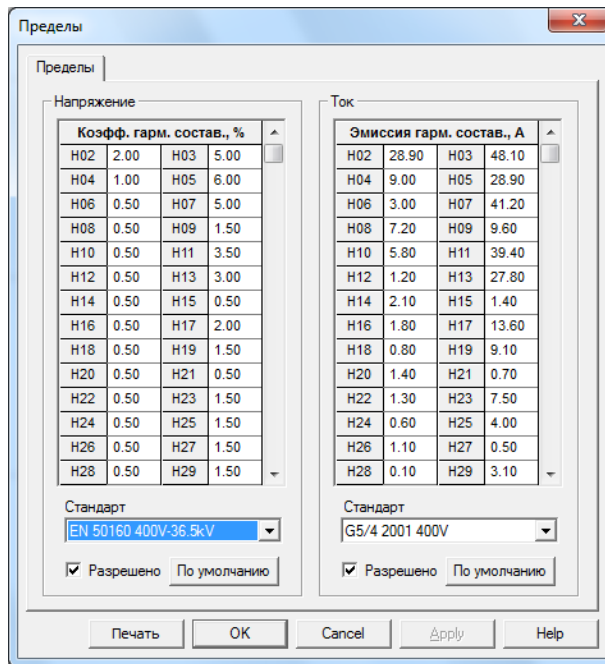 Пределы
Пределы
Напряжение
Коэфф. гарм. состав., %
H02 2.00 H03 5.00
H04 1.00 H05 6.00
H06 0.50 H07 5.00
H08 0.50 H09 1.50
H10 0.50 H11 3.50
H12 0.50 H13 3.00
H14 0.50 H15 0.50
H16 0.50 H17 2.00
H18 0.50 H19 1.50
H20 0.50 H21 0.50
H22 0.50 H23 1.50
H24 0.50 H25 1.50
H26 0.50 H27 1.50
H28 0.50 H29 1.50
Стандарт
EN 50160 400V-36.5kV
Разрешено По умолчанию
Ток
Эмиссия гарм. состав., А
H02 28.90 H03 48.10
H04 9.00 H05 28.90
H06 3.00 H07 41.20
H08 7.20 H09 9.60
H10 5.80 H11 39.40
H12 1.20 H13 27.80
H14 2.10 H15 1.40
H16 1.80 H17 13.60
H18 0.80 H19 9.10
H20 1.40 H21 0.70
H22 1.30 H23 7.50
H24 0.60 H25 4.00
H26 1.10 H27 0.50
H28 0.10 H29 3.10
Стандарт
G5/4 2001 400V
Разрешено По умолчанию
Печать OK Cancel Apply Help